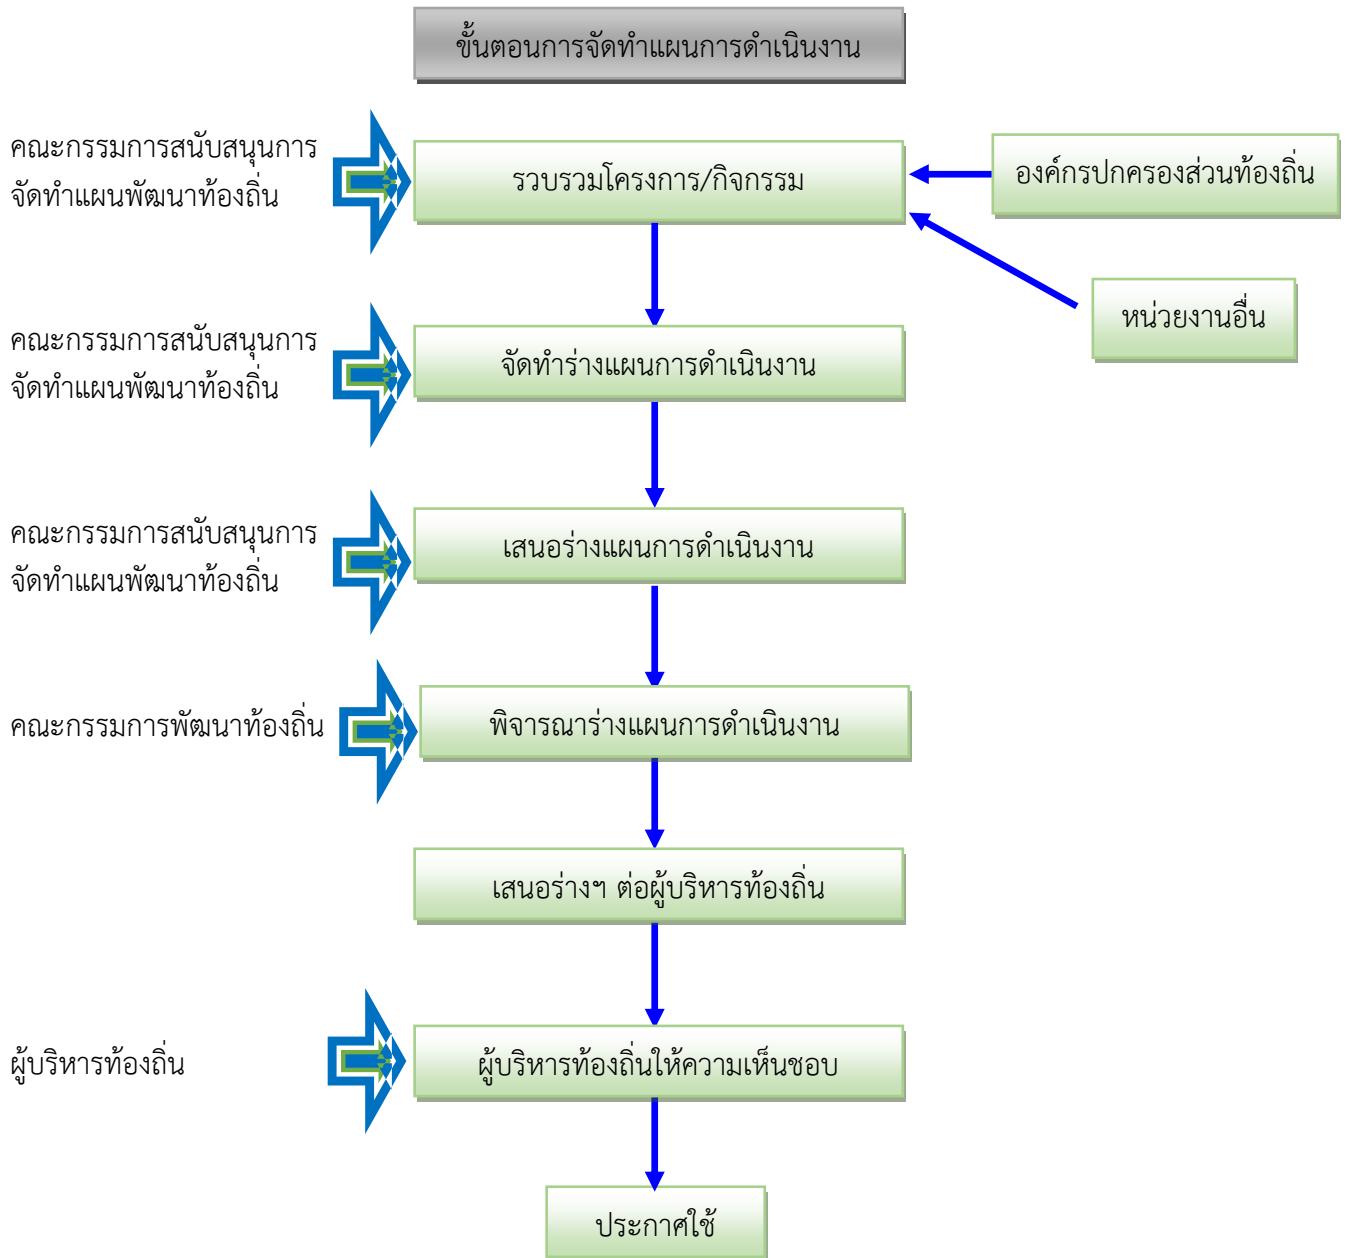 ขั้นตอนการจัดทำแผนการดำเนินงาน
คณะกรรมการสนับสนุนการ
จัดทำแผนพัฒนาท้องถิ่น
รวบรวมโครงการ/กิจกรรม
องค์กรปกครองส่วนท้องถิ่น
หน่วยงานอื่น
คณะกรรมการสนับสนุนการ
จัดทำแผนพัฒนาท้องถิ่น
จัดทำร่างแผนการดำเนินงาน
คณะกรรมการสนับสนุนการ
จัดทำแผนพัฒนาท้องถิ่น
เสนอร่างแผนการดำเนินงาน
คณะกรรมการพัฒนาท้องถิ่น
พิจารณาร่างแผนการดำเนินงาน
เสนอร่างฯ ต่อผู้บริหารท้องถิ่น
ผู้บริหารท้องถิ่น
ผู้บริหารท้องถิ่นให้ความเห็นชอบ
ประกาศใช้